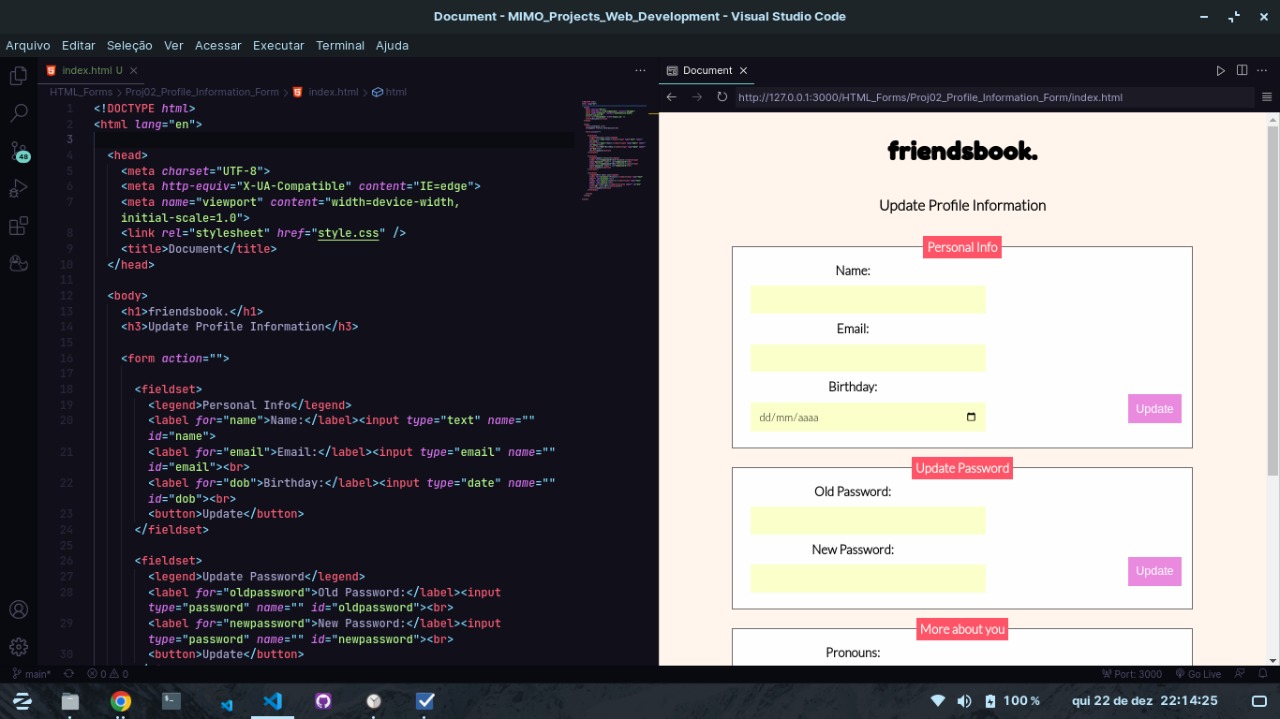 Document - MIMO_Projects_Web_Development - Visual Studio Code
Arquivo Editar Seleção Ver Acessar Executar Terminal Ajuda
index.html U
HTML_Forms > Proj02_Profile_Information_Form > index.html > html
1 <!DOCTYPE html>
2 <html lang="en">
3
4 <head>
5 <meta charset="UTF-8">
6 <meta http-equiv="X-UA-Compatible" content="IE=edge">
7 <meta name="viewport" content="width=device-width,
initial-scale=1.0">
8 <link rel="stylesheet" href="style.css" />
9 <title>Document</title>
10 </head>
11
12 <body>
13 <h1>friendsbook.</h1>
14 <h3>Update Profile Information</h3>
15
16 <form action="">
17
18 <fieldset>
19 <legend>Personal Info</legend>
20 <label for="name">Name:</label><input type="text" name=""
id="name">
21 <label for="email">Email:</label><input type="email" name=""
id="email"><br>
22 <label for="dob">Birthday:</label><input type="date" name=""
id="dob"><br>
23 <button>Update</button>
24 </fieldset>
25
26 <fieldset>
27 <legend>Update Password</legend>
28 <label for="oldpassword">Old Password:</label><input
type="password" name="" id="oldpassword"><br>
29 <label for="newpassword">New Password:</label><input
type="password" name="" id="newpassword"><br>
30 <button>Update</button>
48
Document
http://127.0.0.1:3000/HTML_Forms/Proj02_Profile_Information_Form/index.html
friendsbook.
Update Profile Information
Personal Info
Name:
Email:
Birthday:
dd/mm/aaaa
Update
Update Password
Old Password:
New Password:
Update
More about you
Pronouns:
main* 0 0
Port: 3000 Go Live
100 % qui 22 de dez 22:14:25